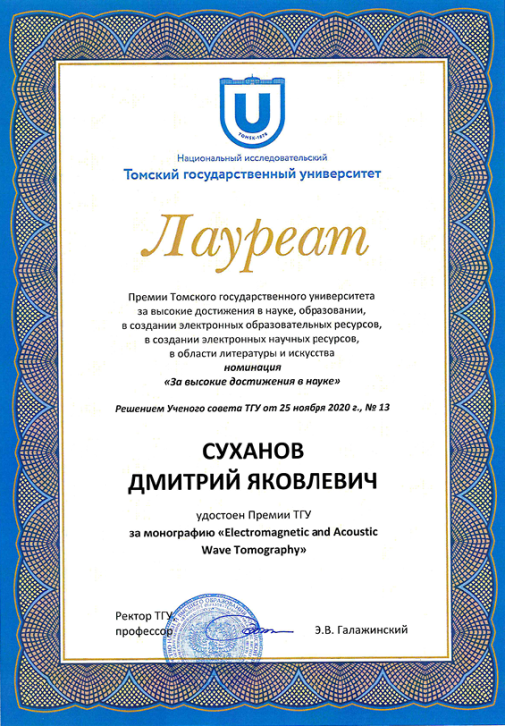 ТОМСК·1878
Национальный исследовательский
Томский государственный университет
Лауреат
Премии Томского государственного университета
за высокие достижения в науке, образовании,
в создании электронных образовательных ресурсов,
в создании электронных научных ресурсов,
в области литературы и искусства
номинация
«За высокие достижения в науке»
Решением Ученого совета ТГУ от 25 ноября 2020 г., № 13
СУХАНОВ
ДМИТРИЙ ЯКОВЛЕВИЧ
удостоен Премии ТГУ
за монографию «Electromagnetic and Acoustic
Wave Tomography»
Ректор ТГУ
профессор
Э.В. Галажинский